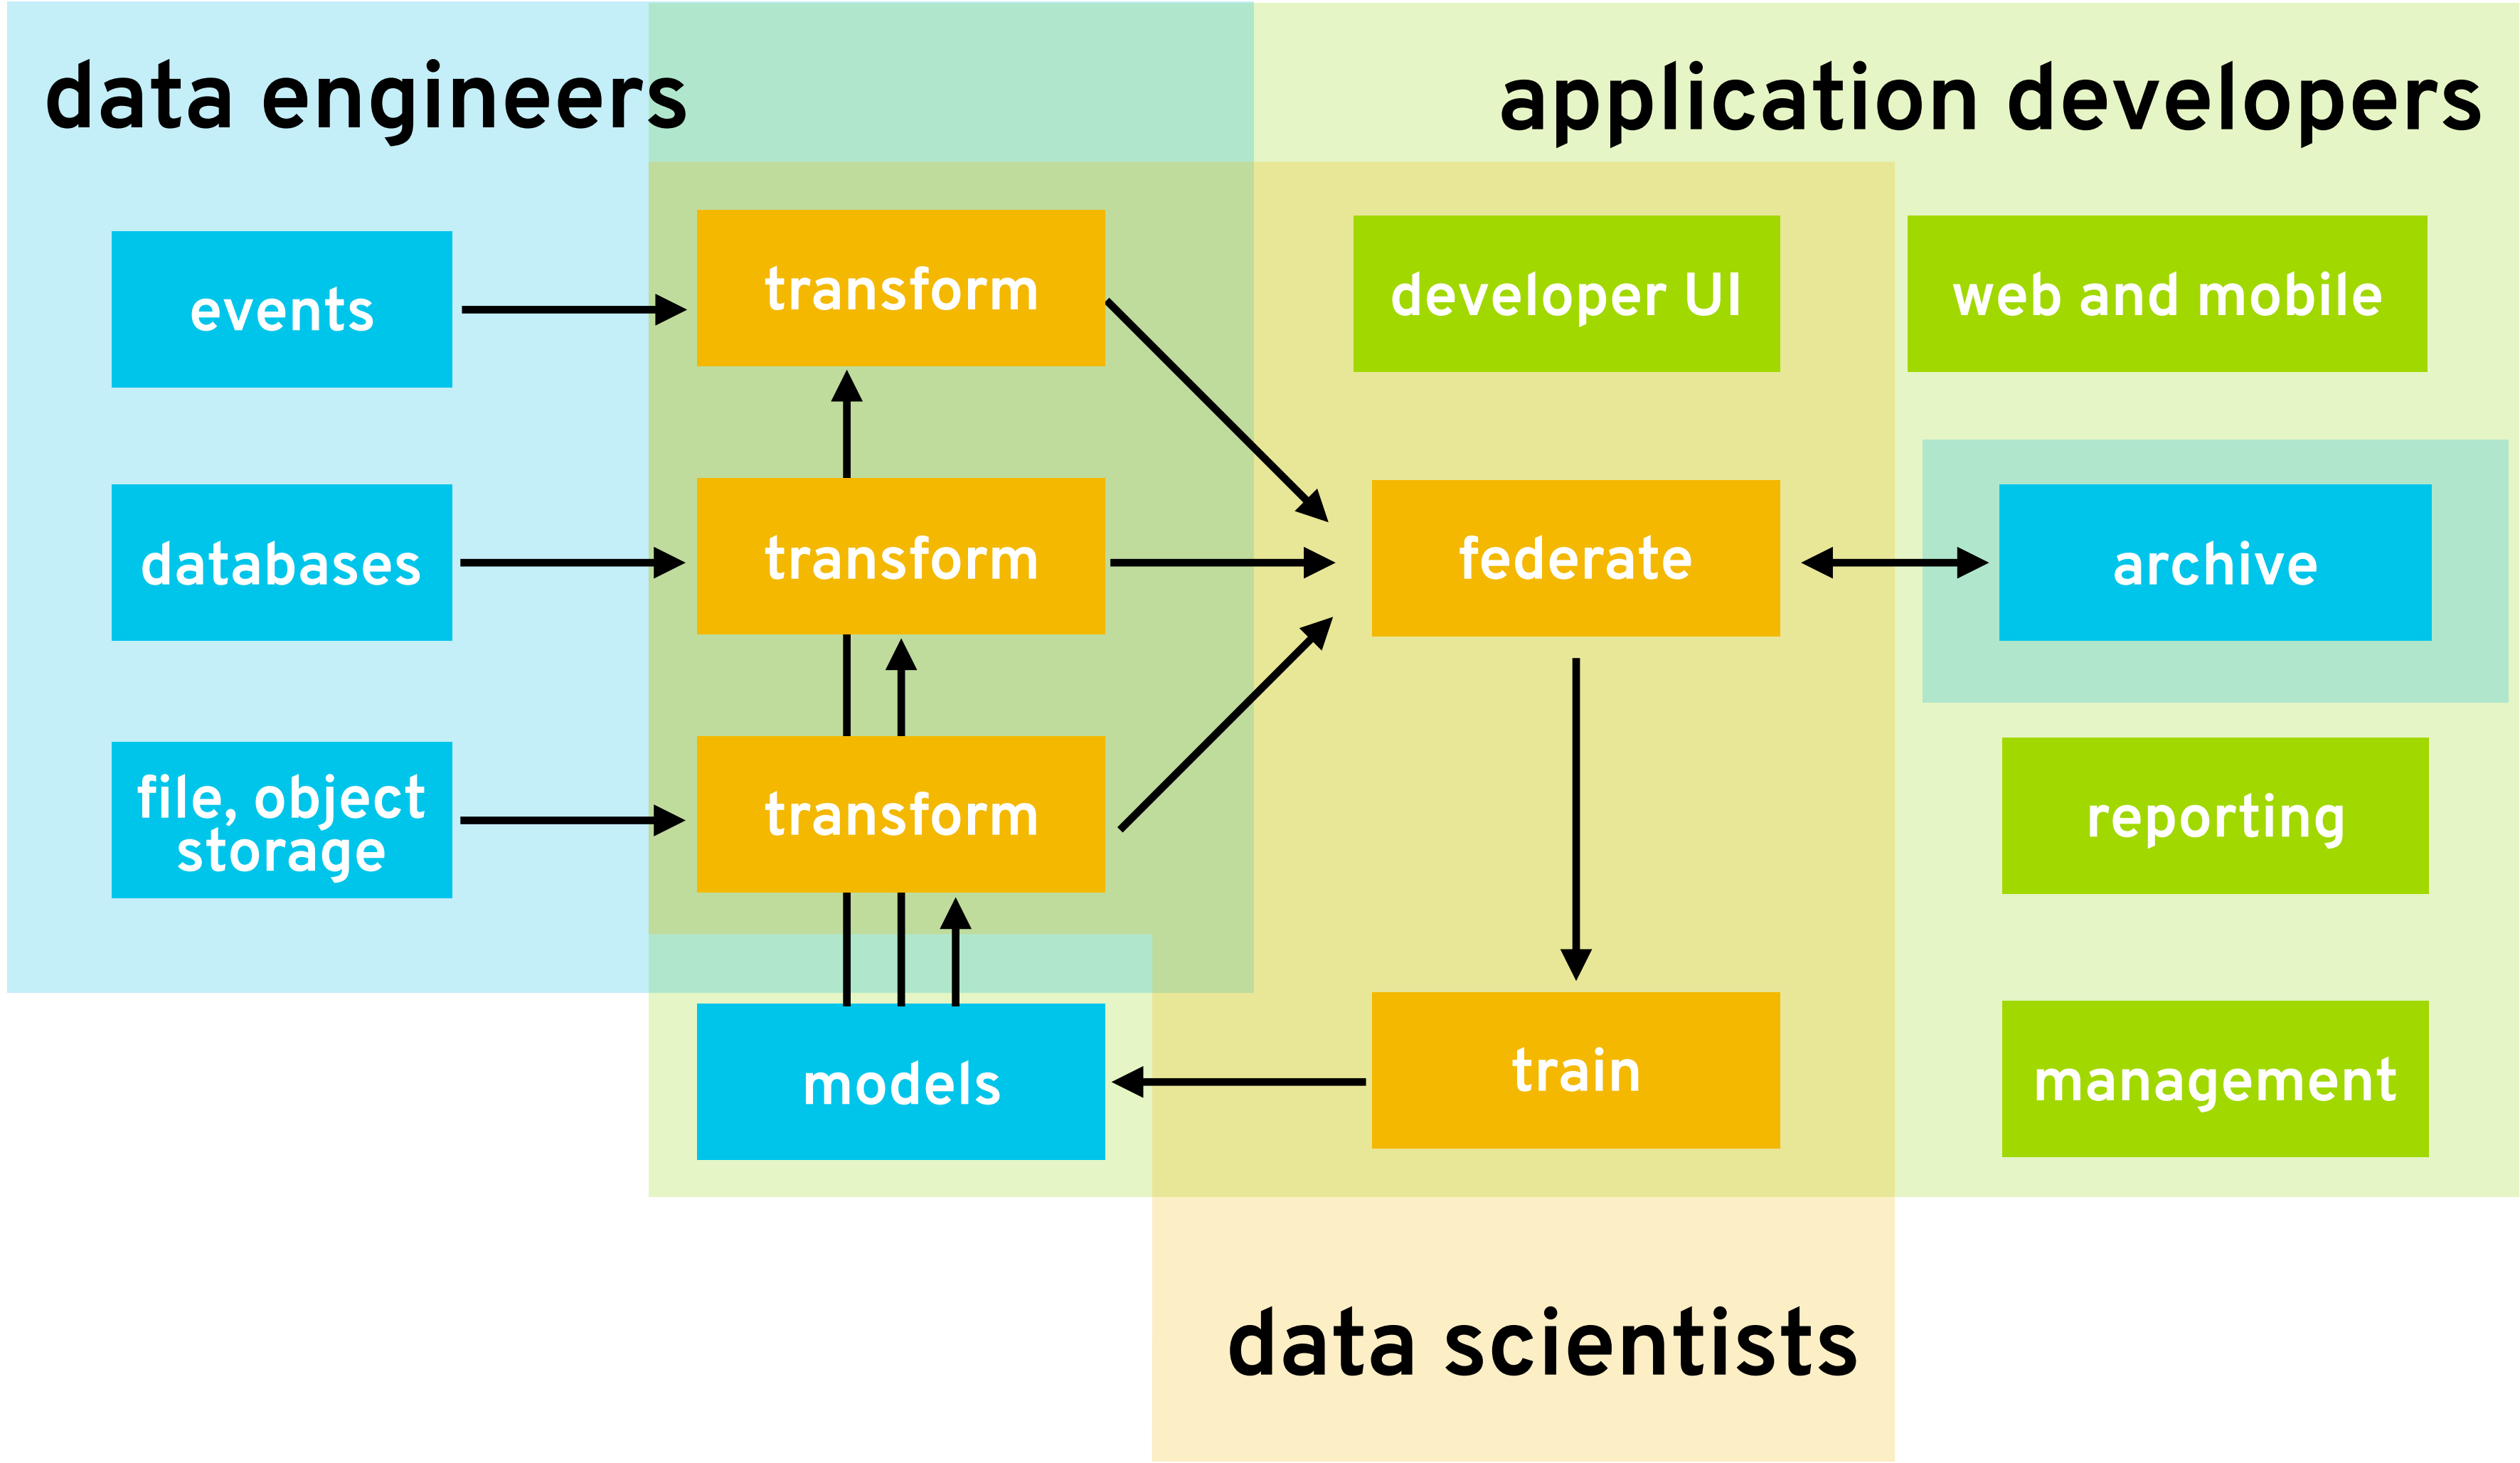 data engineers
application developers
events
transform
developer UI
web and mobile
databases
transform
federate
archive
file, object
storage
transform
reporting
models
train
management
data scientists